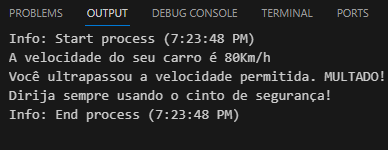 PROBLEMS OUTPUT DEBUG CONSOLE TERMINAL PORTS
Info: Start process (7:23:48 PM)
A velocidade do seu carro é 80Km/h
Você ultrapassou a velocidade permitida. MULTADO!
Dirija sempre usando o cinto de segurança!
Info: End process (7:23:48 PM)